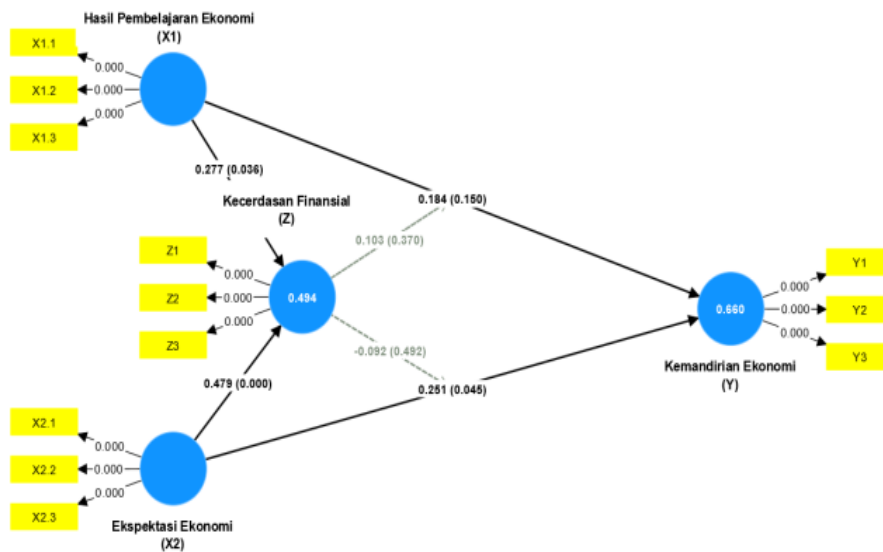 Hasil Pembelajaran Ekonomi
(X1)
X1.1
0.000
X1.2
0.000
X1.3
0.000
0.277 (0.036)
0.184 (0.150)
Kecerdasan Finansial
(Z)
0.103 (0.370)
Z1
0.000
Z2
0.000
Z3
0.000
0.494
Y1
0.000
Y2
0.000
Y3
0.000
0.660
-0.092 (0.492)
Kemandirian Ekonomi
(Y)
0.479 (0.000)
0.251 (0.045)
X2.1
0.000
X2.2
0.000
X2.3
0.000
Ekspektasi Ekonomi
(X2)